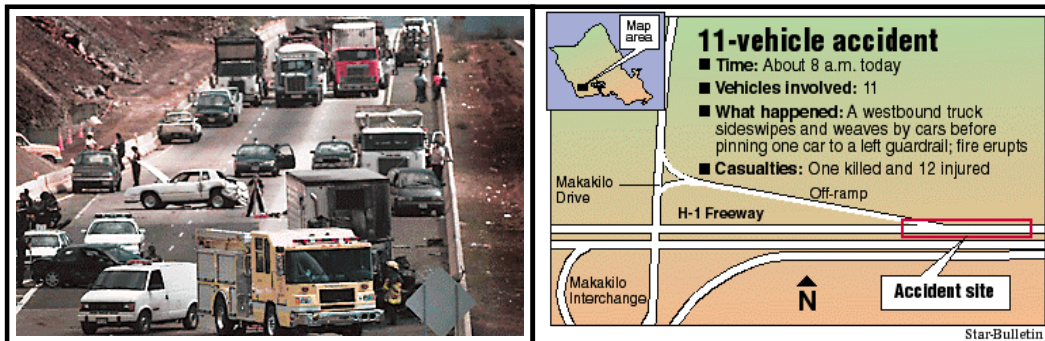 Map
area
11-vehicle accident
■ Time: About 8 a.m. today
■ Vehicles involved: 11
■ What happened: A westbound truck
sideswipes and weaves by cars before
pinning one car to a left guardrail; fire erupts
■ Casualties: One killed and 12 injured
Makakilo
Drive
Off-ramp
H-1 Freeway
Makakilo
Interchange
N
Accident site
Star-Bulletin